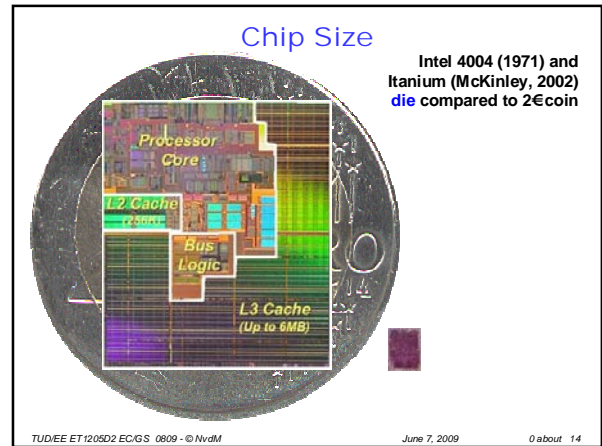 Chip Size
Intel 4004 (1971) and
Itanium (McKinley, 2002)
die compared to 2€coin
Processor
Core
L2 Cache
(256K)
Bus
Logic
L3 Cache
(Up to 6MB)
TUD/EE ET1205D2 EC/GS 0809 - © NvdM
June 7, 2009
0 about 14